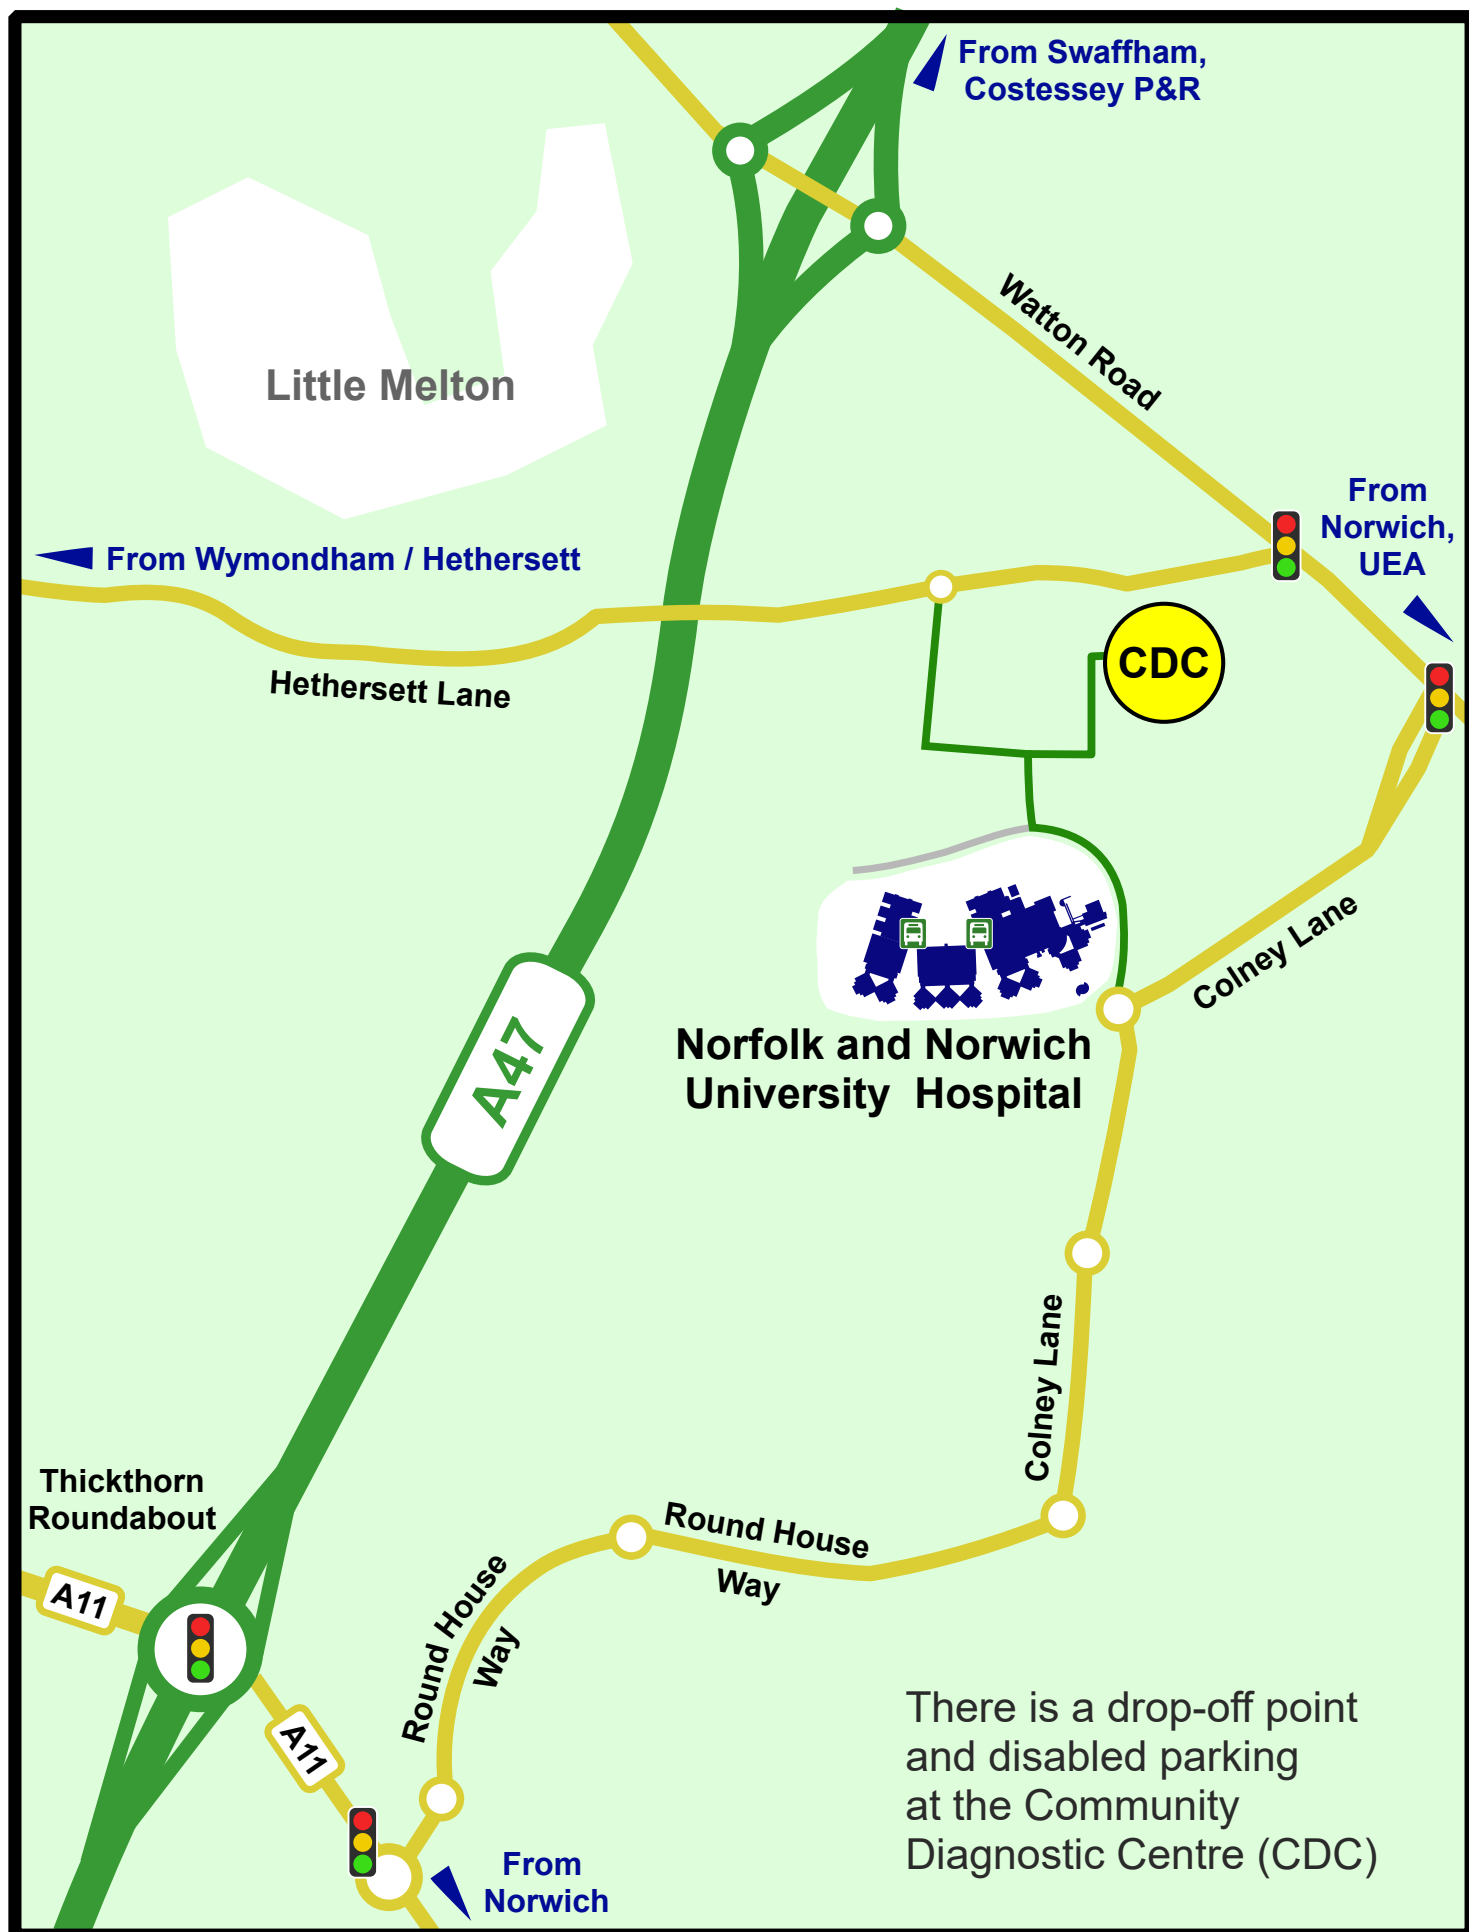 From Swaffham,
Costessey P&R
Watton Road
Little Melton
From
Norwich,
UEA
From Wymondham / Hethersett
CDC
Hethersett Lane
Colney Lane
A47
Norfolk and Norwich
University Hospital
Colney Lane
Thickthorn
Roundabout
Round House
Way
A11
Round House
Way
A11
There is a drop-off point
and disabled parking
at the Community
Diagnostic Centre (CDC)
From
Norwich